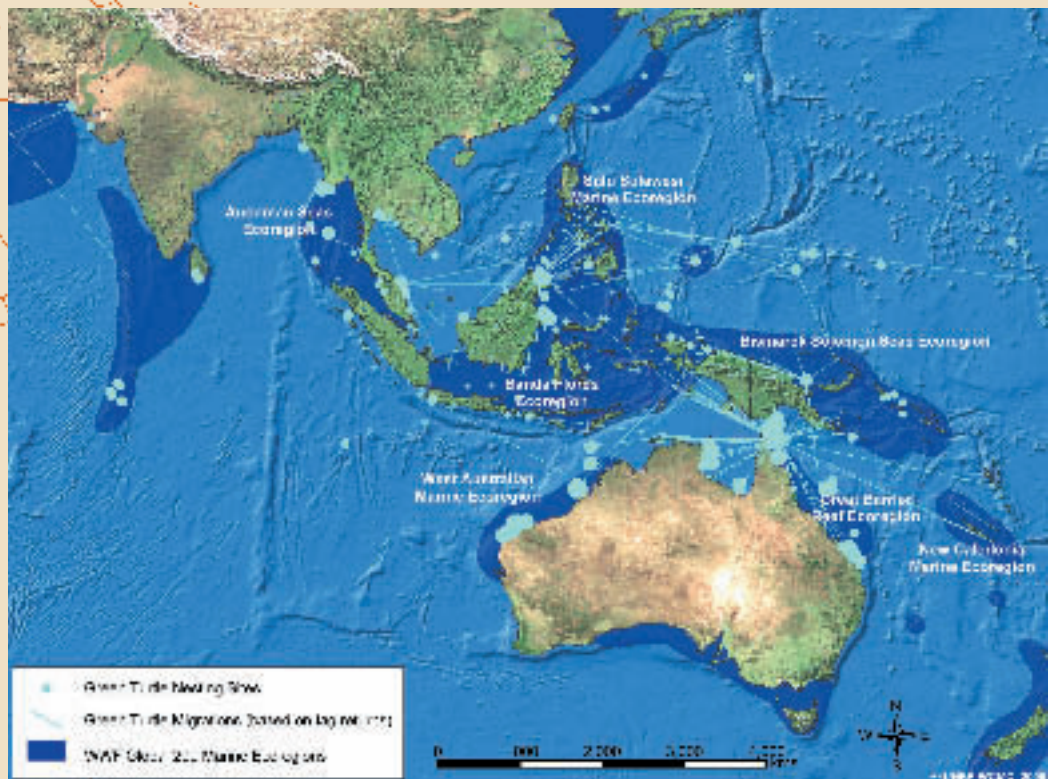 Sulu Sulawesi
Marine Ecoregion
Andaman Seas
Ecoregion
Bismarck Solomon Seas Ecoregion
Banda Flores
Ecoregion
West Australian
Marine Ecoregion
Great Barrier
Reef Ecoregion
New Caledonia
Marine Ecoregion
Green Turtle Nesting Sites
Green Turtle Migrations (based on tag returns)
WWF Global 200 Marine Ecoregions
0 1,000 2,000 3,000 4,000
N
W E
S